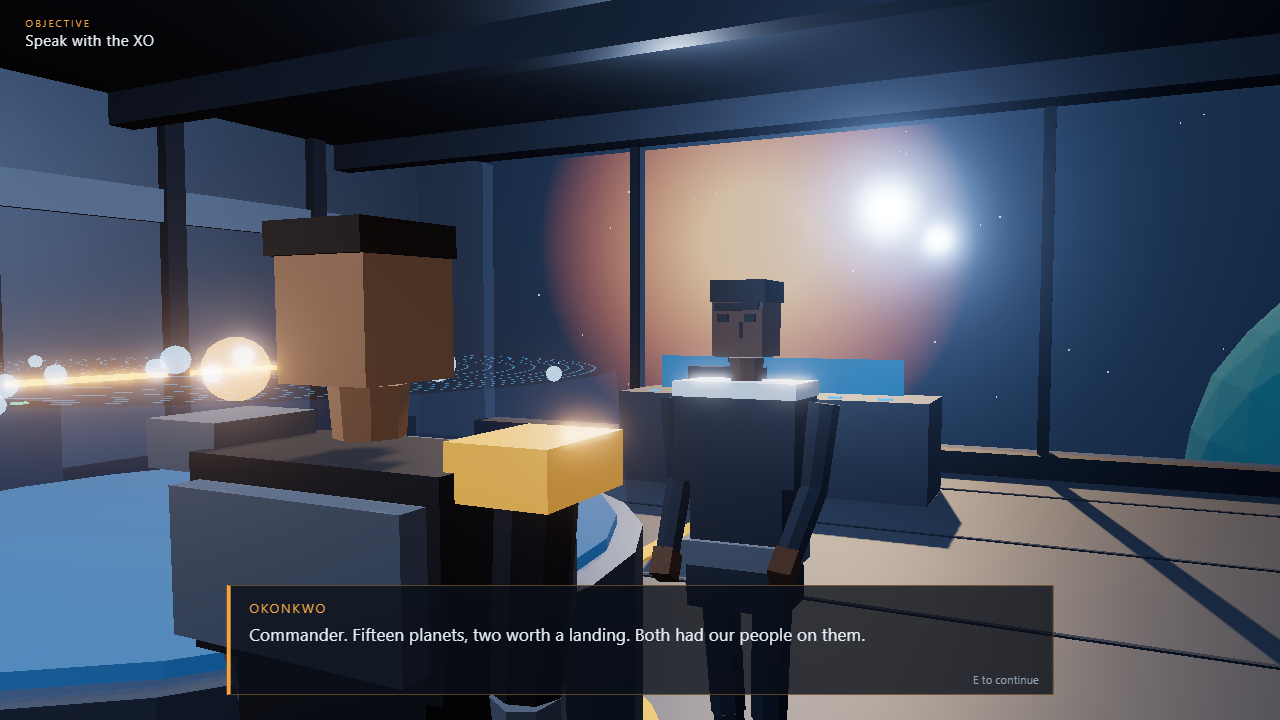 OBJECTIVE
Speak with the XO
OKONKWO
Commander. Fifteen planets, two worth a landing. Both had our people on them.
E to continue